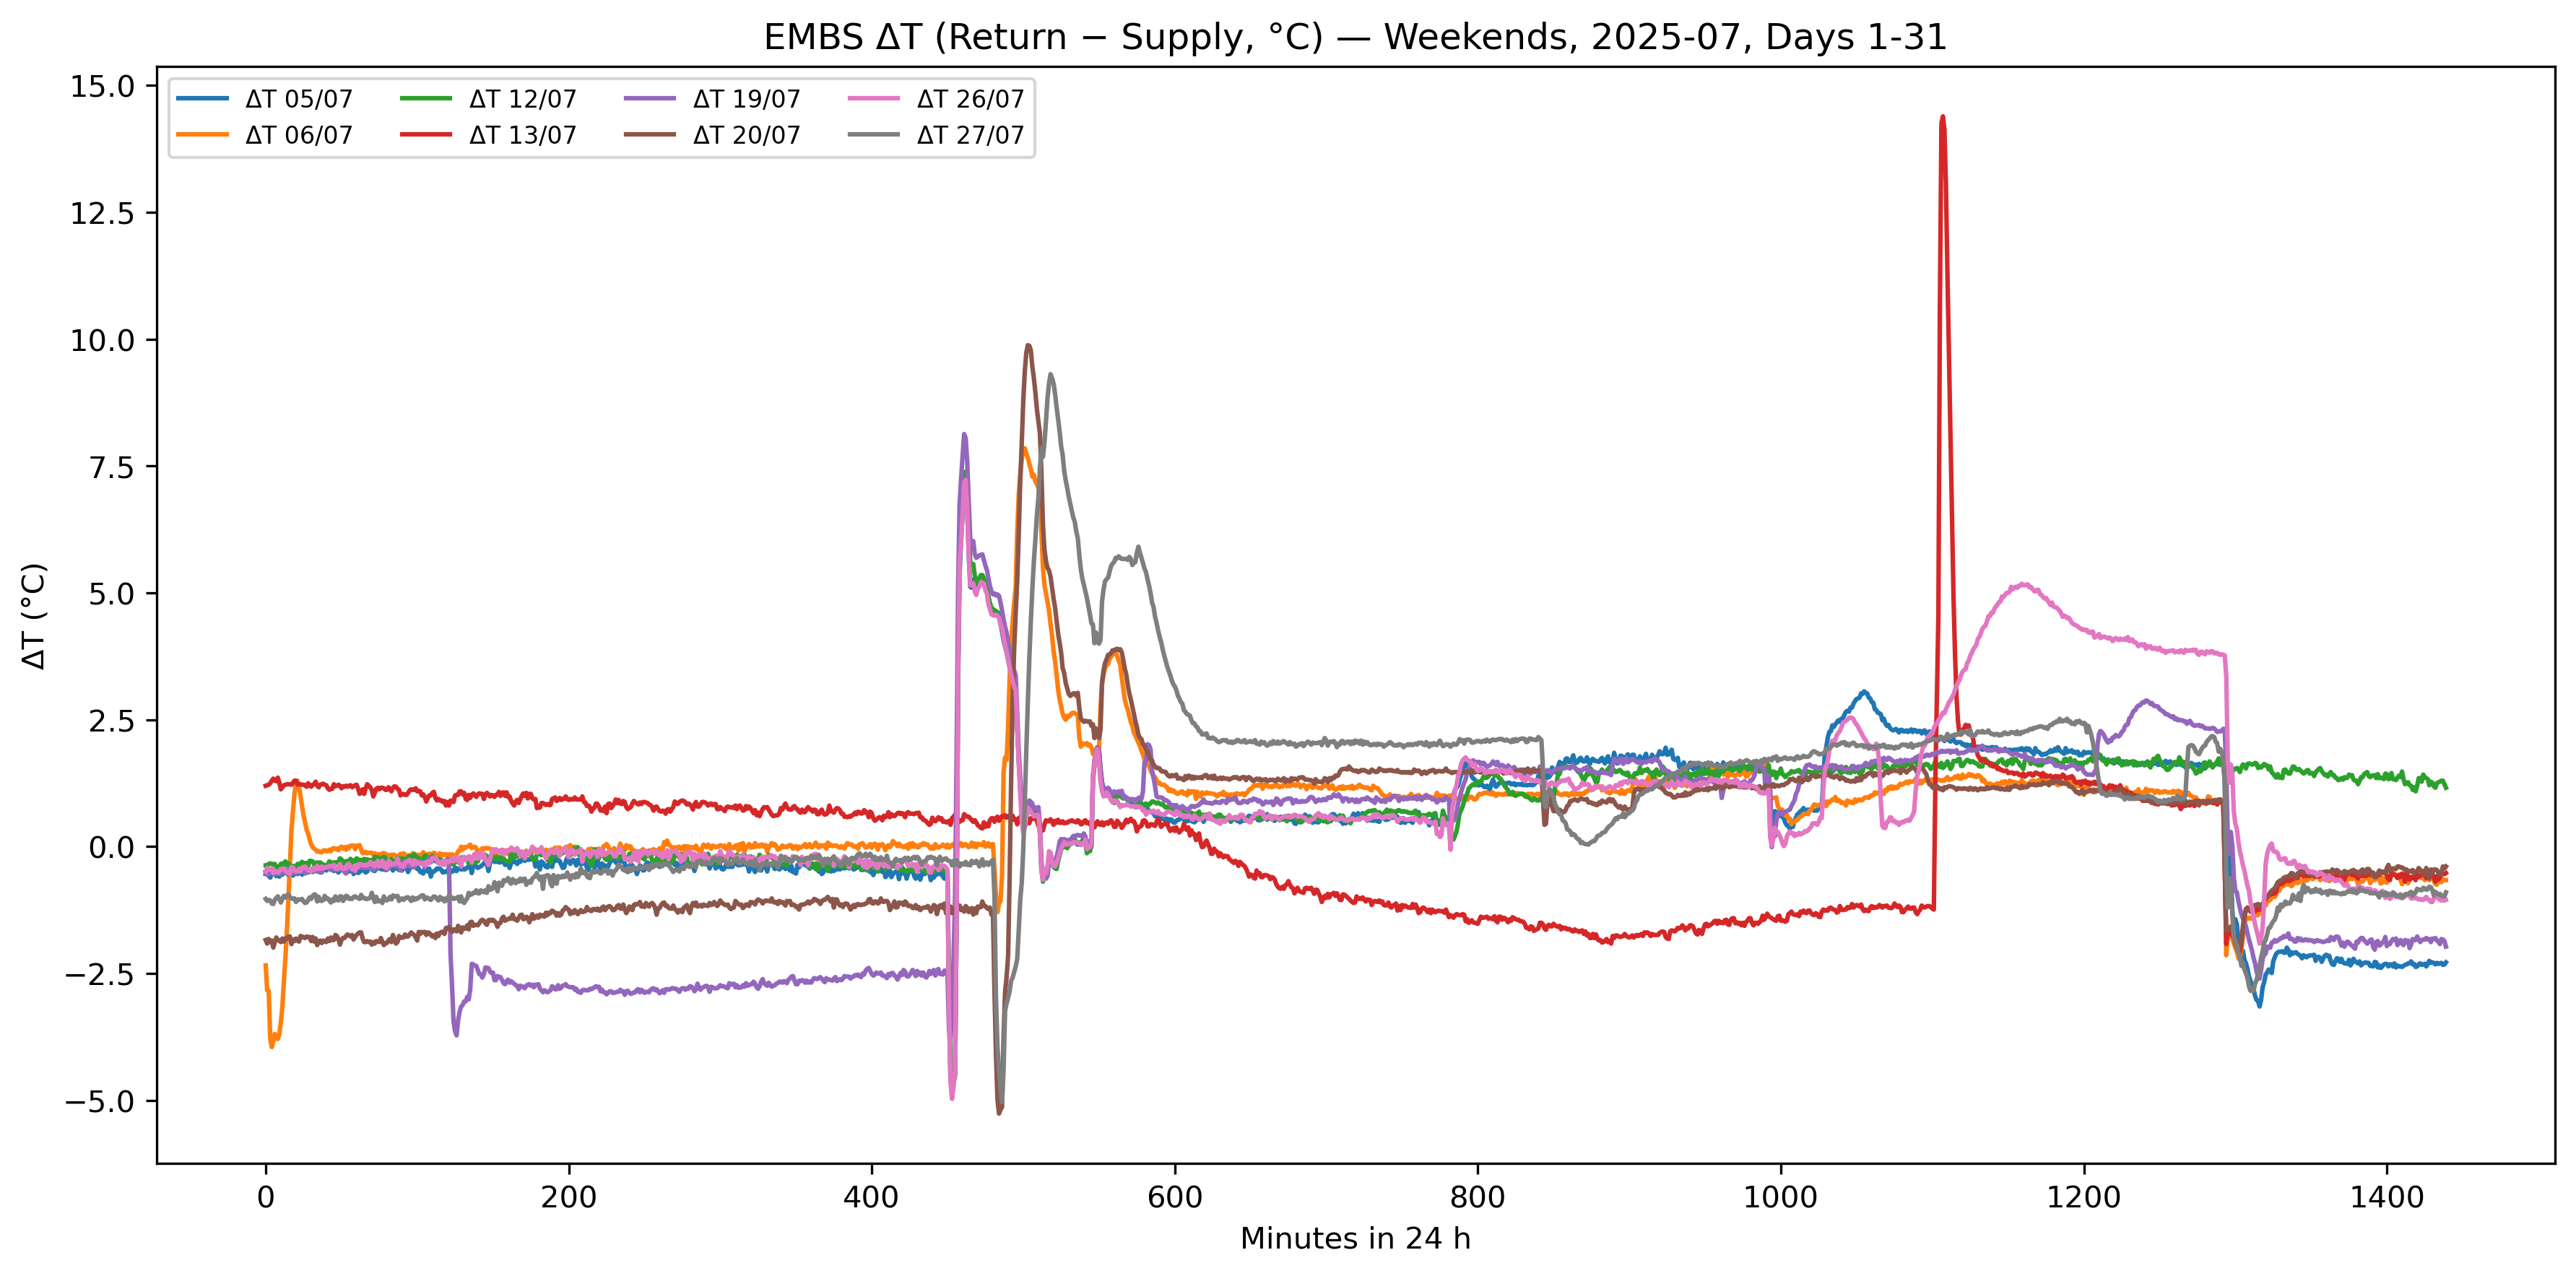 EMBS ΔT (Return − Supply, °C) — Weekends, 2025-07, Days 1-31
ΔT 05/07 ΔT 12/07 ΔT 19/07 ΔT 26/07
ΔT 06/07 ΔT 13/07 ΔT 20/07 ΔT 27/07
15.0
12.5
10.0
7.5
5.0
2.5
0.0
−2.5
−5.0
ΔT (°C)
0 200 400 600 800 1000 1200 1400
Minutes in 24 h